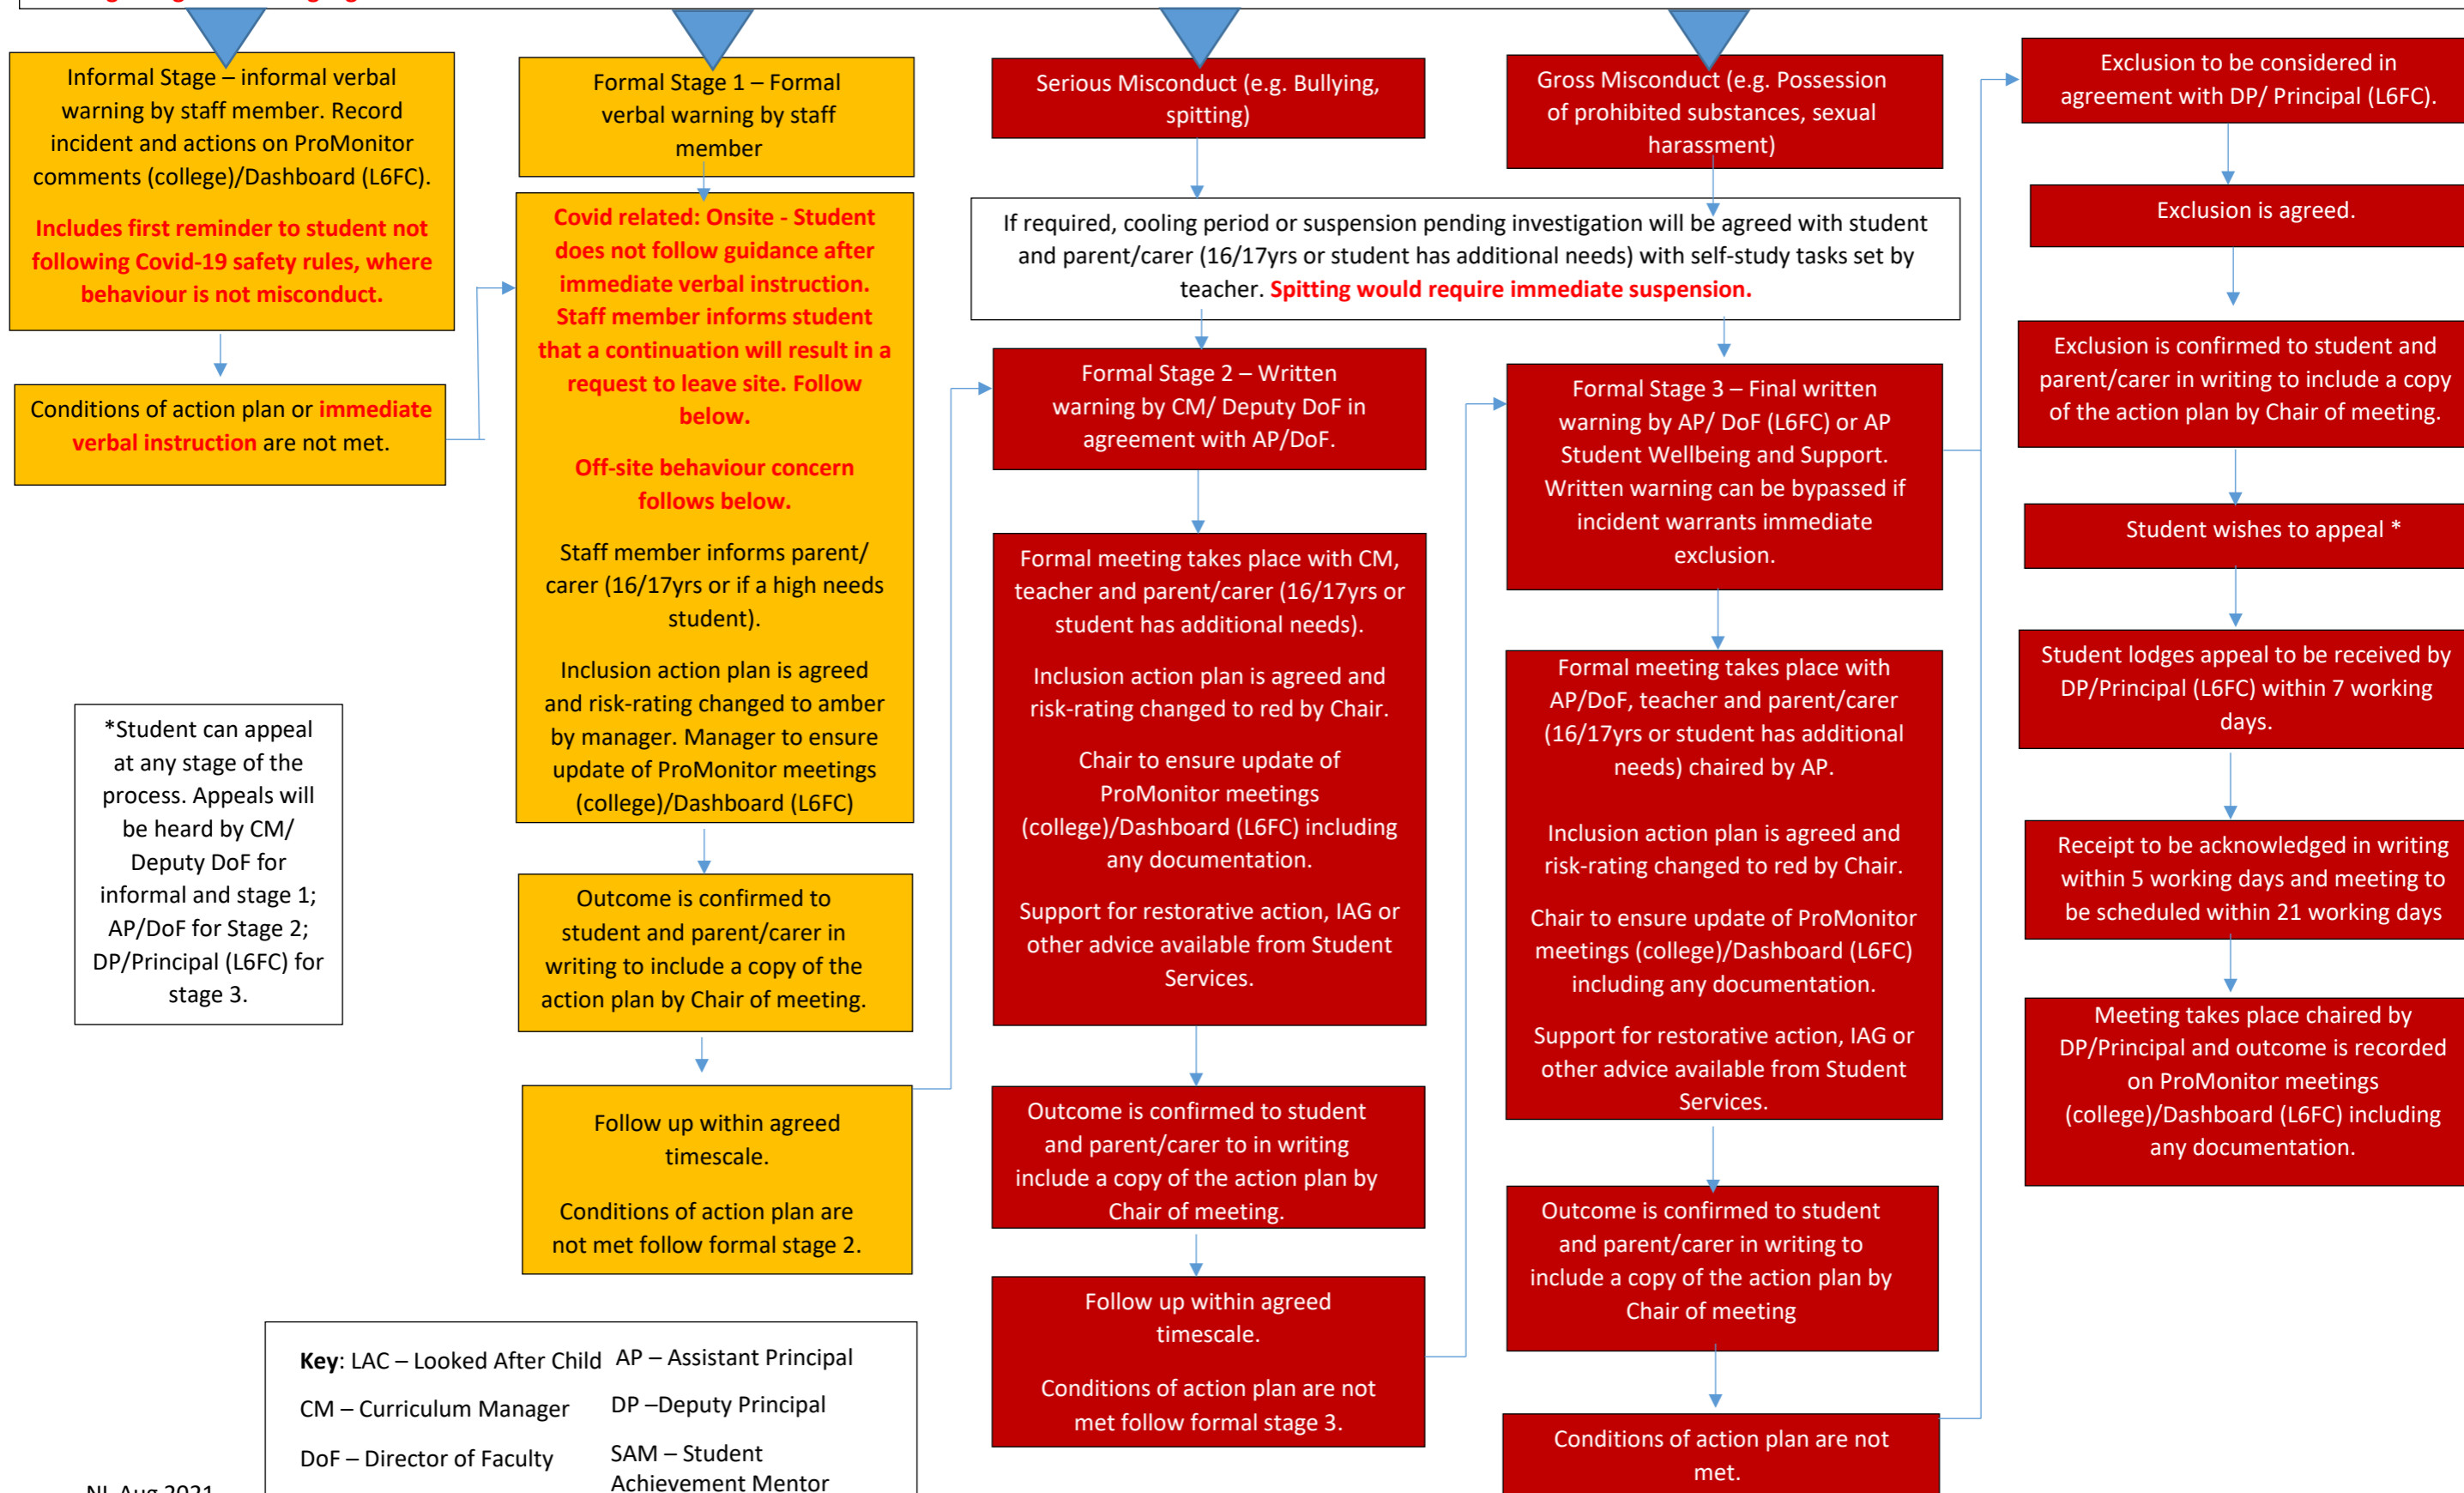 Informal Stage – informal verbal
warning by staff member. Record
incident and actions on ProMonitor
comments (college)/Dashboard (L6FC).
Includes first reminder to student not
following Covid-19 safety rules, where
behaviour is not misconduct.
Conditions of action plan or immediate
verbal instruction are not met.
*Student can appeal
at any stage of the
process. Appeals will
be heard by CM/
Deputy DoF for
informal and stage 1;
AP/DoF for Stage 2;
DP/Principal (L6FC) for
stage 3.
Formal Stage 1 – Formal
verbal warning by staff
member
Covid related: Onsite - Student
does not follow guidance after
immediate verbal instruction.
Staff member informs student
that a continuation will result in a
request to leave site. Follow
below.
Off-site behaviour concern
follows below.
Staff member informs parent/
carer (16/17yrs or if a high needs
student).
Inclusion action plan is agreed
and risk-rating changed to amber
by manager. Manager to ensure
update of ProMonitor meetings
(college)/Dashboard (L6FC)
Outcome is confirmed to
student and parent/carer in
writing to include a copy of the
action plan by Chair of meeting.
Follow up within agreed
timescale.
Conditions of action plan are
not met follow formal stage 2.
Serious Misconduct (e.g. Bullying,
spitting)
Gross Misconduct (e.g. Possession
of prohibited substances, sexual
harassment)
If required, cooling period or suspension pending investigation will be agreed with student
and parent/carer (16/17yrs or student has additional needs) with self-study tasks set by
teacher. Spitting would require immediate suspension.
Formal Stage 2 – Written
warning by CM/ Deputy DoF in
agreement with AP/DoF.
Formal meeting takes place with CM,
teacher and parent/carer (16/17yrs or
student has additional needs).
Inclusion action plan is agreed and
risk-rating changed to red by Chair.
Chair to ensure update of
ProMonitor meetings
(college)/Dashboard (L6FC) including
any documentation.
Support for restorative action, IAG or
other advice available from Student
Services.
Outcome is confirmed to student
and parent/carer to in writing
include a copy of the action plan by
Chair of meeting.
Follow up within agreed
timescale.
Conditions of action plan are not
met follow formal stage 3.
Formal Stage 3 – Final written
warning by AP/ DoF (L6FC) or AP
Student Wellbeing and Support.
Written warning can be bypassed if
incident warrants immediate
exclusion.
Formal meeting takes place with
AP/DoF, teacher and parent/carer
(16/17yrs or student has additional
needs) chaired by AP.
Inclusion action plan is agreed and
risk-rating changed to red by Chair.
Chair to ensure update of ProMonitor
meetings (college)/Dashboard (L6FC)
including any documentation.
Support for restorative action, IAG or
other advice available from Student
Services.
Outcome is confirmed to student
and parent/carer in writing to
include a copy of the action plan by
Chair of meeting
Conditions of action plan are not
met.
Exclusion to be considered in
agreement with DP/ Principal (L6FC).
Exclusion is agreed.
Exclusion is confirmed to student and
parent/carer in writing to include a copy
of the action plan by Chair of meeting.
Student wishes to appeal *
Student lodges appeal to be received by
DP/Principal (L6FC) within 7 working
days.
Receipt to be acknowledged in writing
within 5 working days and meeting to
be scheduled within 21 working days
Meeting takes place chaired by
DP/Principal and outcome is recorded
on ProMonitor meetings
(college)/Dashboard (L6FC) including
any documentation.
Key: LAC – Looked After Child AP – Assistant Principal
CM – Curriculum Manager DP –Deputy Principal
DoF – Director of Faculty SAM – Student
Achievement Mentor
Aug 2021